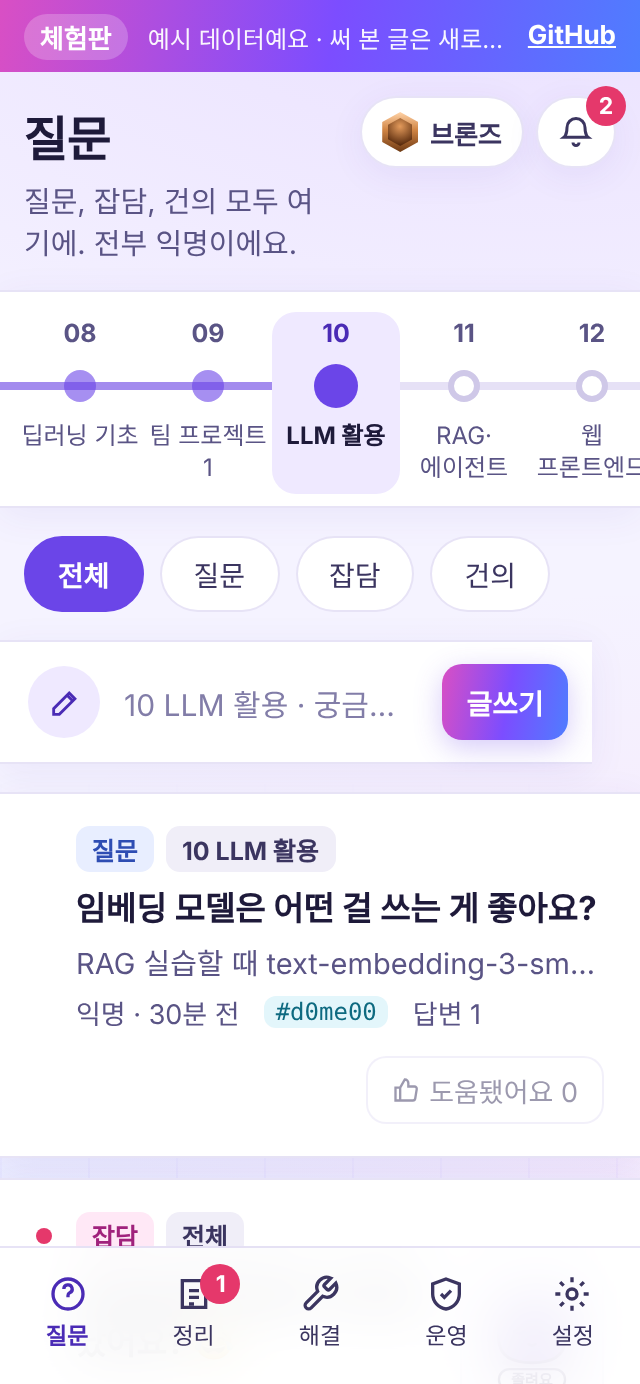 체험판 예시 데이터예요 · 써 본 글은 새로... GitHub
2
질문 브론즈
질문, 잡담, 건의 모두 여
기에. 전부 익명이에요.
08 09 10 11 12
딥러닝 기초 팀 프로젝트 LLM 활용 RAG· 웹
1 에이전트 프론트엔드
전체 질문 잡담 건의
10 LLM 활용 · 궁금... 글쓰기
질문 10 LLM 활용
임베딩 모델은 어떤 걸 쓰는 게 좋아요?
RAG 실습할 때 text-embedding-3-sm...
익명 · 30분 전 #d0me00 답변 1
도움됐어요 0
잡담 전체
1
질문 정리 해결 운영 설정